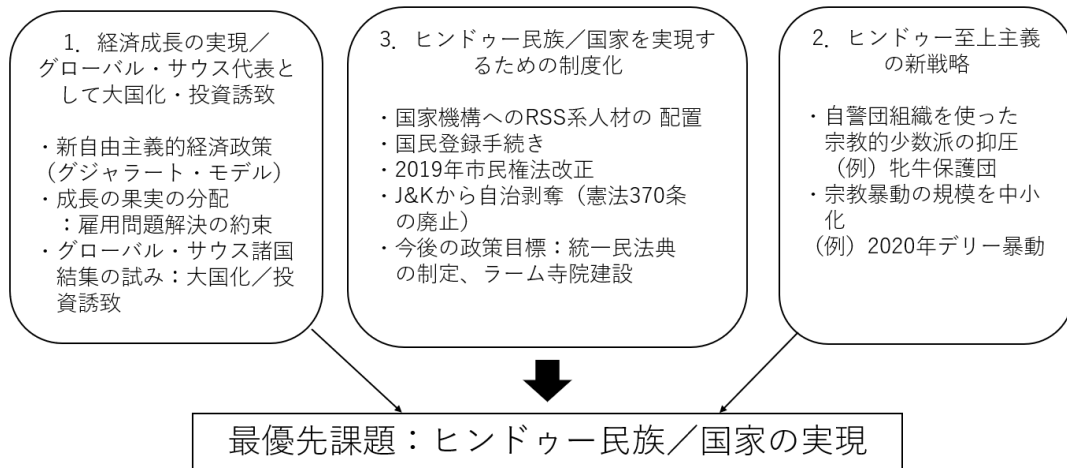 1．経済成長の実現／
グローバル・サウス代表と
して大国化・投資誘致
・新自由主義的経済政策
（グジャラート・モデル）
・成長の果実の分配
：雇用問題解決の約束
・グローバル・サウス諸国
結集の試み：大国化／投
資誘致
3．ヒンドゥー民族／国家を実現す
るための制度化
・国家機構へのRSS系人材の 配置
・国民登録手続き
・2019年市民権法改正
・J&Kから自治剥奪（憲法370条
の廃止）
・今後の政策目標：統一民法典
の制定、ラーム寺院建設
2．ヒンドゥー至上主義
の新戦略
・自警団組織を使った
宗教的少数派の抑圧
（例）牝牛保護団
・宗教暴動の規模を中小
化
（例）2020年デリー暴動
最優先課題：ヒンドゥー民族／国家の実現